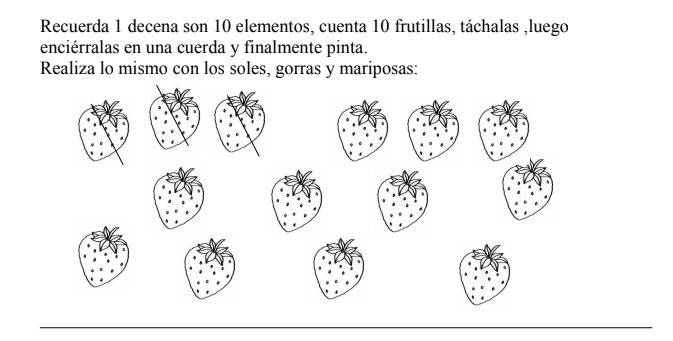 Recuerda 1 decena son 10 elementos, cuenta 10 frutillas, táchalas ,luego
enciérralas en una cuerda y finalmente pinta.
Realiza lo mismo con los soles, gorras y mariposas: